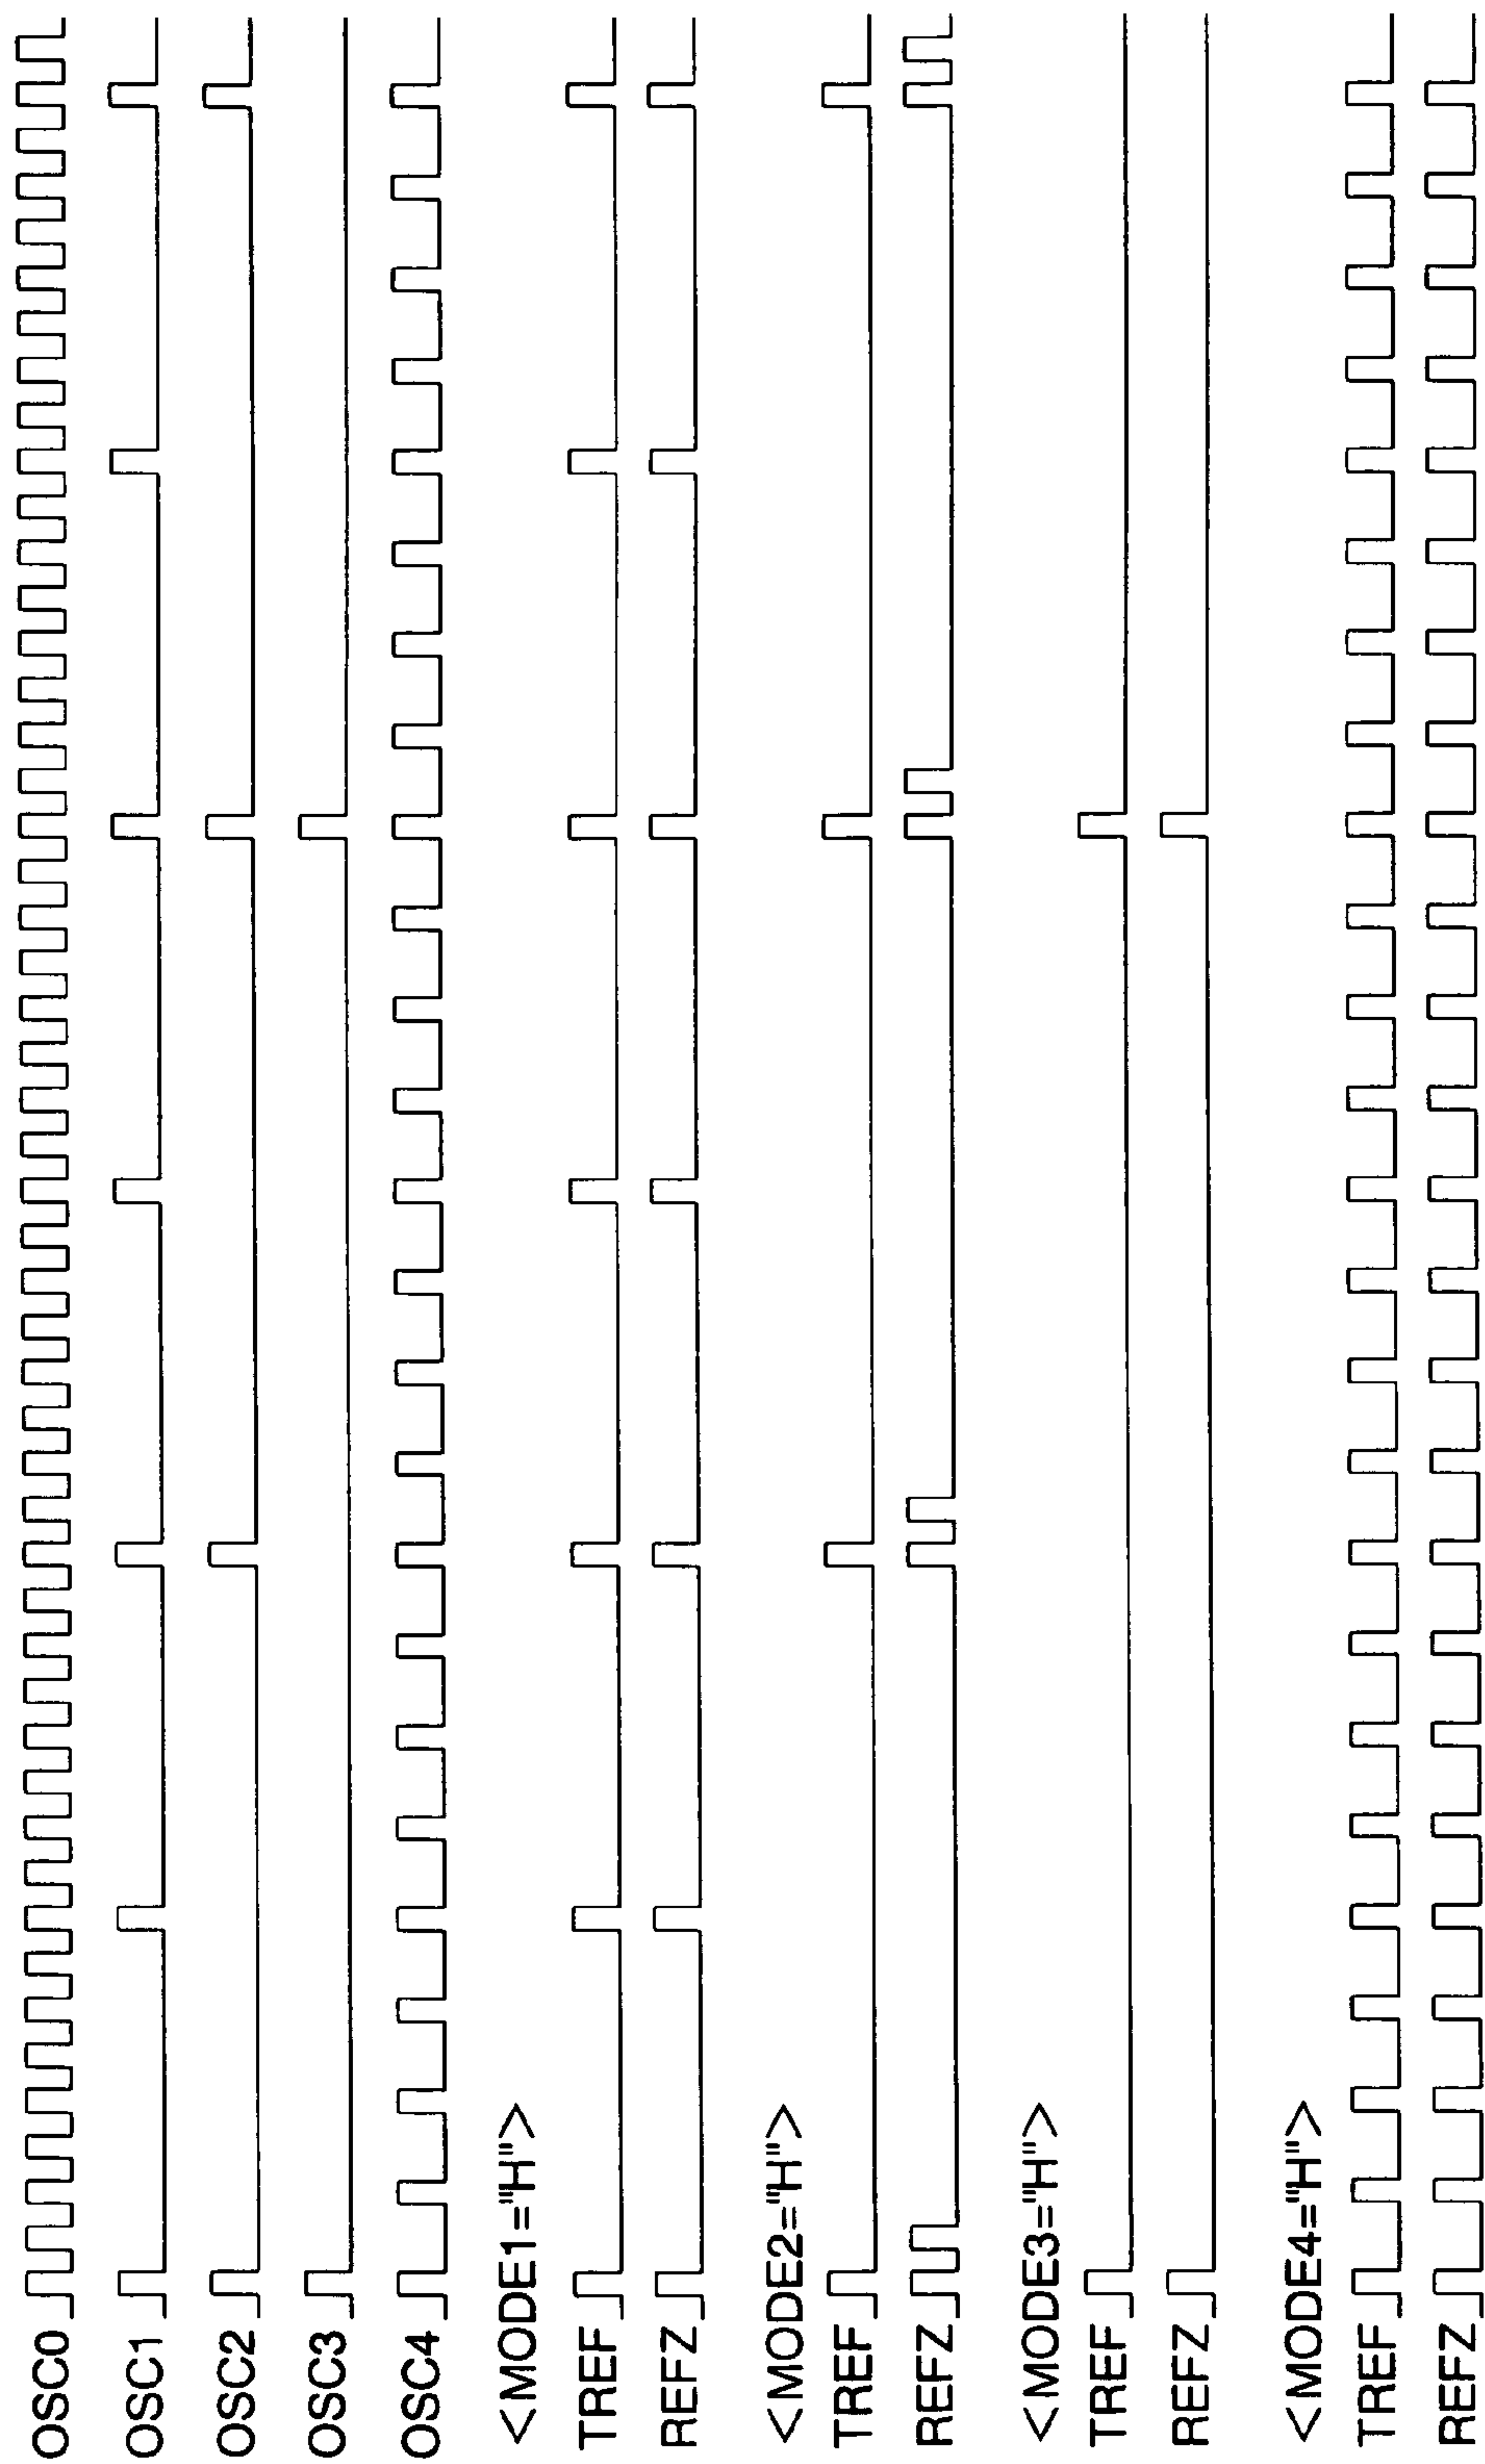 OSC0
OSC1
OSC2
OSC3
OSC4
<MODE1="H">
TREF
REFZ
<MODE2="H">
TREF
REFZ
<MODE3="H">
TREF
REFZ
<MODE4="H">
TREF
REFZ